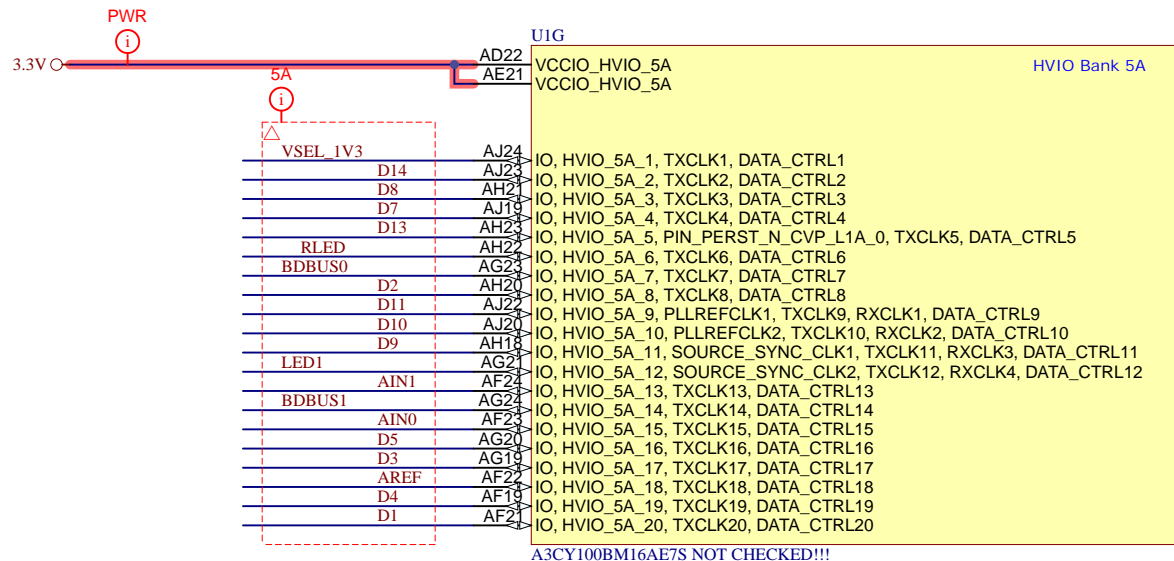 PWR
U1G
3.3V
AD22 VCCIO_HVIO_5A
HVIO Bank 5A
AE21 VCCIO_HVIO_5A
5A
VSEL_1V3 AJ24 IO, HVIO_5A_1, TXCLK1, DATA_CTRL1
D14 AJ23 IO, HVIO_5A_2, TXCLK2, DATA_CTRL2
D8 AH21 IO, HVIO_5A_3, TXCLK3, DATA_CTRL3
D7 AJ19 IO, HVIO_5A_4, TXCLK4, DATA_CTRL4
D13 AH23 IO, HVIO_5A_5, PIN_PERST_N_CVP_L1A_0, TXCLK5, DATA_CTRL5
RLED AH22 IO, HVIO_5A_6, TXCLK6, DATA_CTRL6
BDBUS0 AG23 IO, HVIO_5A_7, TXCLK7, DATA_CTRL7
D2 AH20 IO, HVIO_5A_8, TXCLK8, DATA_CTRL8
D11 AJ22 IO, HVIO_5A_9, PLLREFCLK1, TXCLK9, RXCLK1, DATA_CTRL9
D10 AJ20 IO, HVIO_5A_10, PLLREFCLK2, TXCLK10, RXCLK2, DATA_CTRL10
D9 AH18 IO, HVIO_5A_11, SOURCE_SYNC_CLK1, TXCLK11, RXCLK3, DATA_CTRL11
LED1 AG21 IO, HVIO_5A_12, SOURCE_SYNC_CLK2, TXCLK12, RXCLK4, DATA_CTRL12
AIN1 AF24 IO, HVIO_5A_13, TXCLK13, DATA_CTRL13
BDBUS1 AG24 IO, HVIO_5A_14, TXCLK14, DATA_CTRL14
AIN0 AF23 IO, HVIO_5A_15, TXCLK15, DATA_CTRL15
D5 AG20 IO, HVIO_5A_16, TXCLK16, DATA_CTRL16
D3 AG19 IO, HVIO_5A_17, TXCLK17, DATA_CTRL17
AREF AF22 IO, HVIO_5A_18, TXCLK18, DATA_CTRL18
D4 AF19 IO, HVIO_5A_19, TXCLK19, DATA_CTRL19
D1 AF21 IO, HVIO_5A_20, TXCLK20, DATA_CTRL20
A3CY100BM16AE7S NOT CHECKED!!!